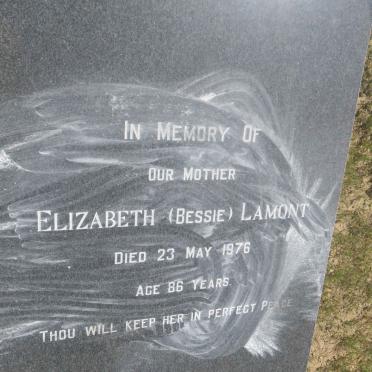 In Memory Of
Our Mother
Elizabeth (Bessie) Lamont
Died 23 May 1976
Age 86 Years
Thou will keep her in perfect Peace